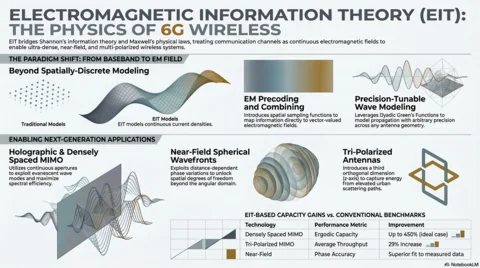 ELECTROMAGNETIC INFORMATION THEORY (EIT):
THE PHYSICS OF 6G WIRELESS
EIT bridges Shannon's information theory and Maxwell's physical laws, treating communication channels as continuous electromagnetic fields to
enable ultra-dense, near-field, and multi-polarized wireless systems.
THE PARADIGM SHIFT: FROM BASEBAND TO EM FIELD
Beyond Spatially-Discrete Modeling
Traditional Models
EIT Models
EIT models continuous current densities.
EM Precoding
and Combining
Introduces spatial sampling functions to
map information directly to vector-valued
electromagnetic fields.
Precision-Tunable
Wave Modeling
Leverages Dyadic Green's Functions to
model propagation with arbitrary precision
across any antenna geometry.
ENABLING NEXT-GENERATION APPLICATIONS
Holographic & Densely
Spaced MIMO
Utilizes continuous apertures
to exploit evanescent wave
modes and maximize
spectral efficiency.
Near-Field Spherical
Wavefronts
Exploits distance-dependent
phase variations to unlock
spatial degrees of freedom
beyond the angular domain.
Tri-Polarized
Antennas
Introduces a third
orthogonal dimension
(z-axis) to capture energy
from elevated urban
scattering paths.
EIT-BASED CAPACITY GAINS vs. CONVENTIONAL BENCHMARKS
Technology Performance Metric Improvement
Densely Spaced MIMO Ergodic Capacity Up to 450% (ideal case)
Tri-Polarized MIMO Average Throughput 29% Increase
Near-Field Phase Accuracy Superior fit to measured data
NotebookLM